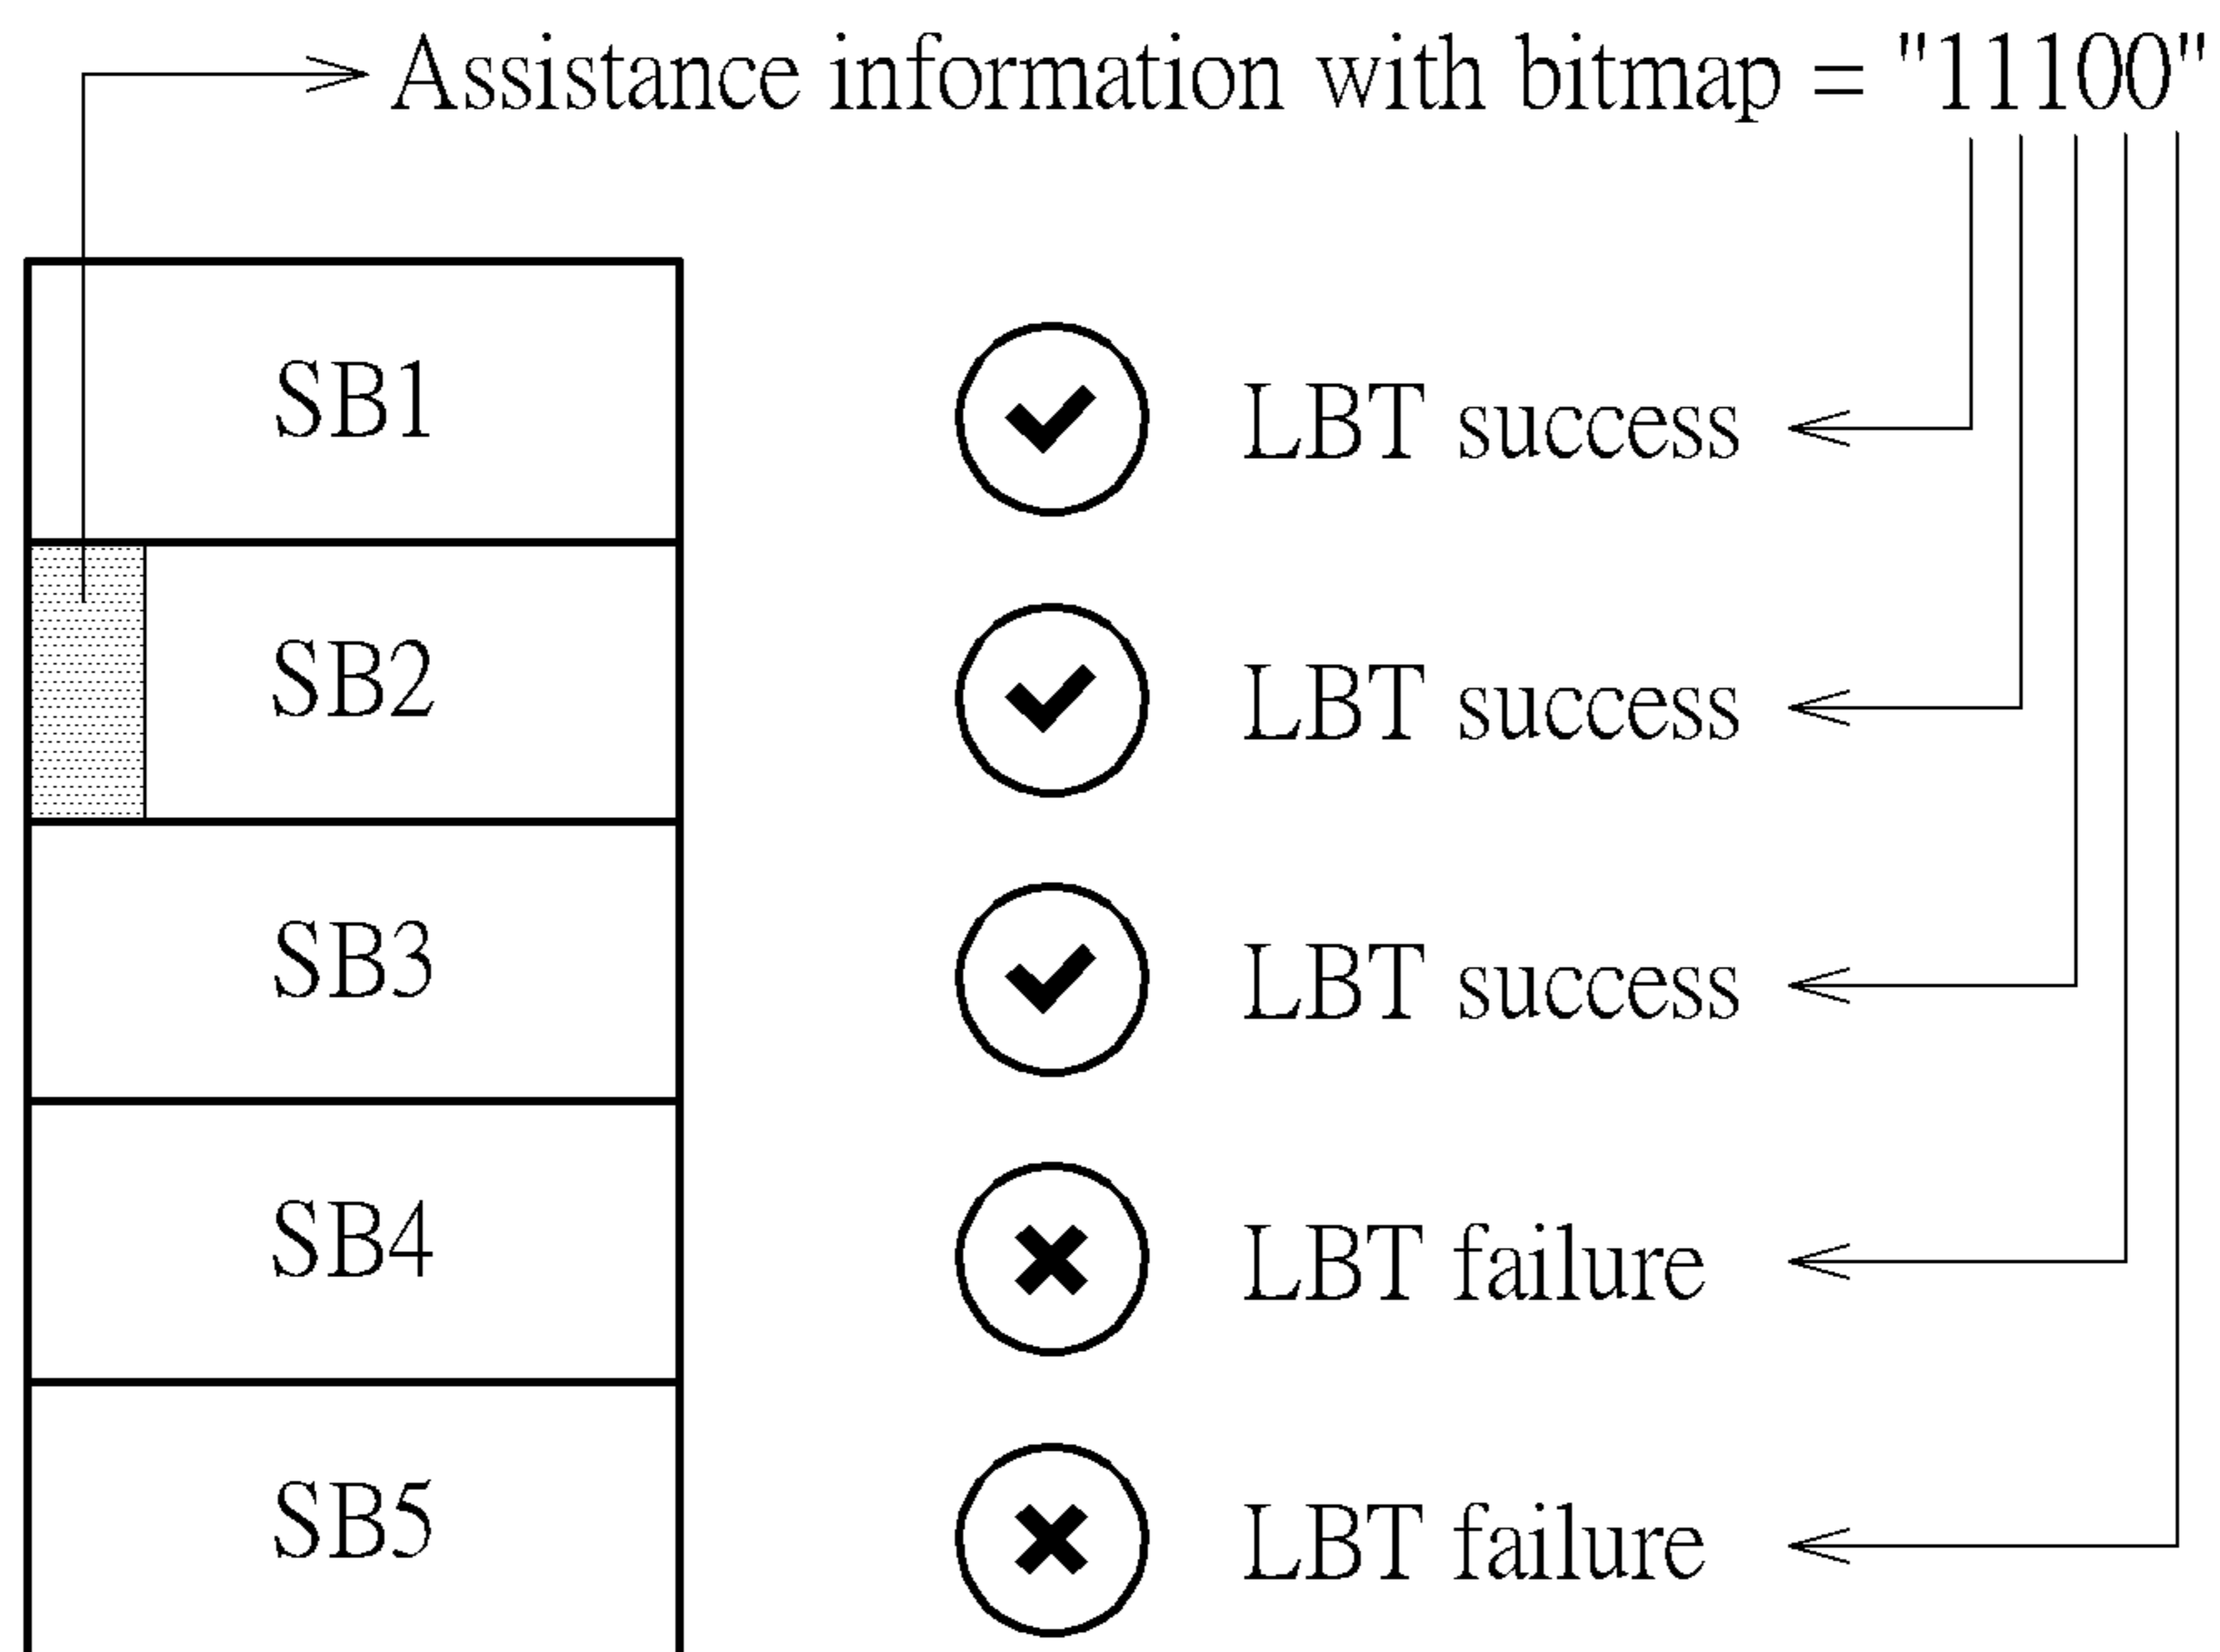 Assistance information with bitmap = "11100"
SB1 LBT success
SB2 LBT success
SB3 LBT success
SB4 LBT failure
SB5 LBT failure